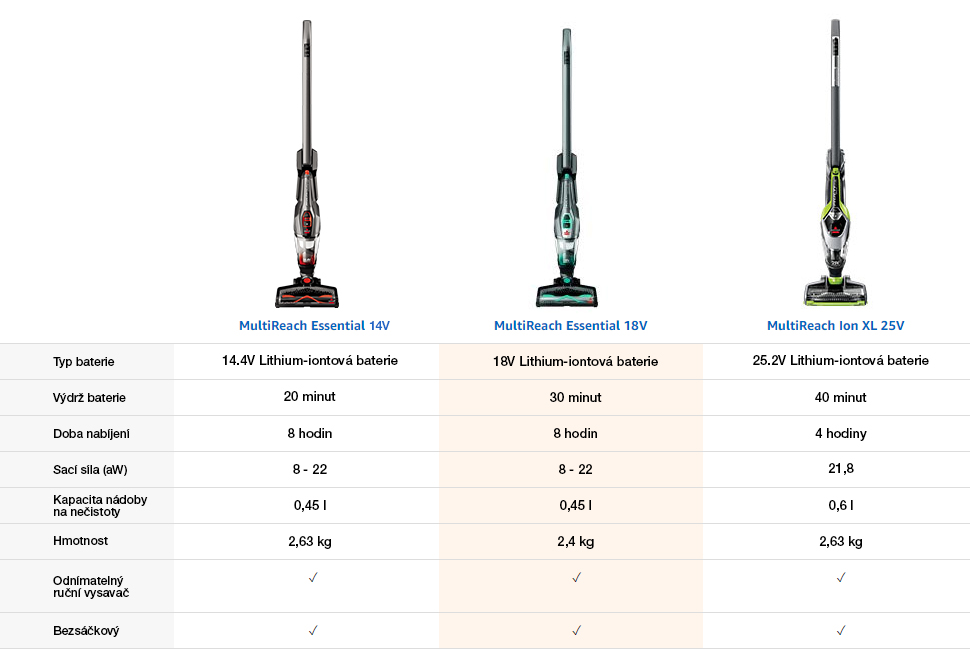 MultiReach Essential 14V MultiReach Essential 18V MultiReach Ion XL 25V
Typ baterie 14.4V Lithium-iontová baterie 18V Lithium-iontová baterie 25.2V Lithium-iontová baterie
Výdrž baterie 20 minut 30 minut 40 minut
Doba nabíjení 8 hodin 8 hodin 4 hodiny
Sací síla (aW) 8 - 22 8 - 22 21,8
Kapacita nádoby
na nečistoty 0,45 l 0,45 l 0,6 l
Hmotnost 2,63 kg 2,4 kg 2,63 kg
Odnímatelný ✓ ✓ ✓
ruční vysavač
Bezsáčkový ✓ ✓ ✓